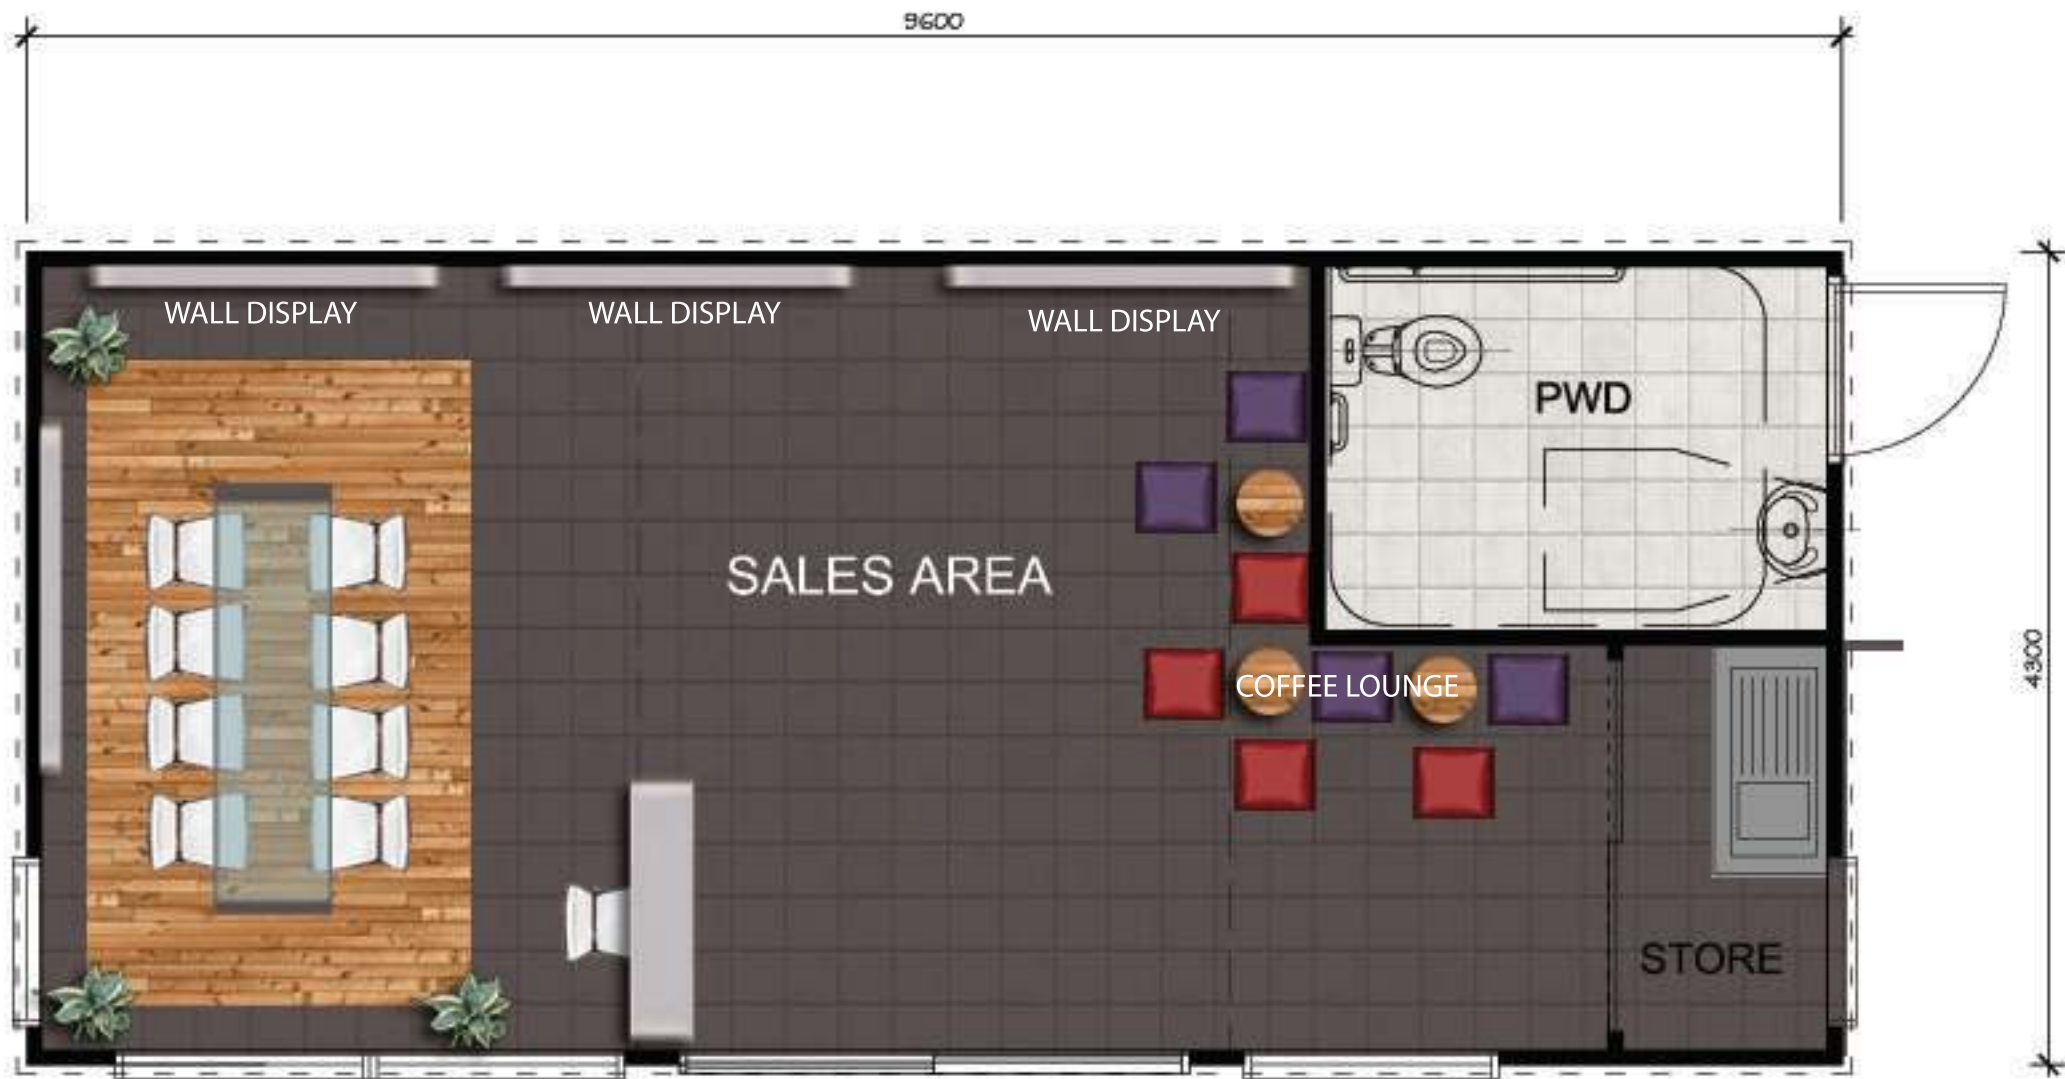 9600
WALL DISPLAY
WALL DISPLAY
WALL DISPLAY
PWD
SALES AREA
4300
COFFEE LOUNGE
STORE